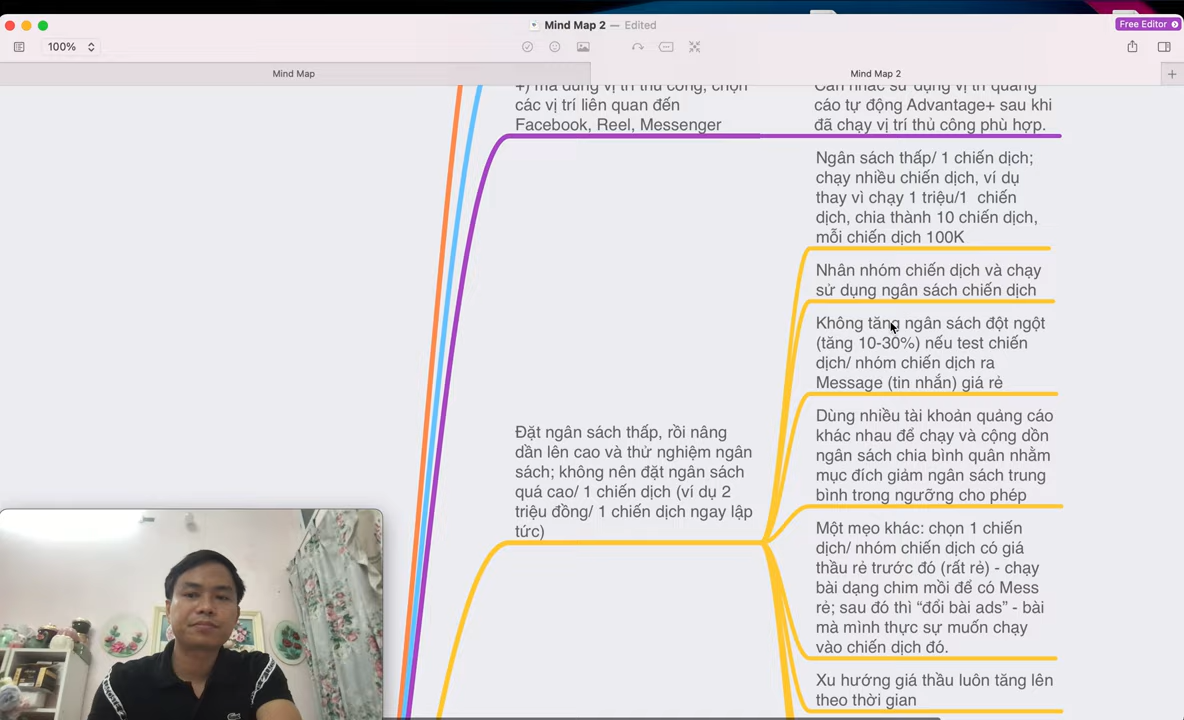 Mind Map 2 — Edited
Free Editor
100%
Mind Map
Mind Map 2
+) mà dùng vị trí thủ công, chọn
các vị trí liên quan đến
Facebook, Reel, Messenger
Cân nhắc sử dụng vị trí quảng
cáo tự động Advantage+ sau khi
đã chạy vị trí thủ công phù hợp.
Ngân sách thấp/ 1 chiến dịch;
chạy nhiều chiến dịch, ví dụ
thay vì chạy 1 triệu/1 chiến
dịch, chia thành 10 chiến dịch,
mỗi chiến dịch 100K
Nhân nhóm chiến dịch và chạy
sử dụng ngân sách chiến dịch
Không tăng ngân sách đột ngột
(tăng 10-30%) nếu test chiến
dịch/ nhóm chiến dịch ra
Message (tin nhắn) giá rẻ
Dùng nhiều tài khoản quảng cáo
khác nhau để chạy và cộng dồn
ngân sách chia bình quân nhằm
mục đích giảm ngân sách trung
bình trong ngưỡng cho phép
Đặt ngân sách thấp, rồi nâng
dần lên cao và thử nghiệm ngân
sách; không nên đặt ngân sách
quá cao/ 1 chiến dịch (ví dụ 2
triệu đồng/ 1 chiến dịch ngay lập
tức)
Một mẹo khác: chọn 1 chiến
dịch/ nhóm chiến dịch có giá
thầu rẻ trước đó (rất rẻ) - chạy
bài dạng chim mồi để có Mess
rẻ; sau đó thì “đổi bài ads” - bài
mà mình thực sự muốn chạy
vào chiến dịch đó.
Xu hướng giá thầu luôn tăng lên
theo thời gian